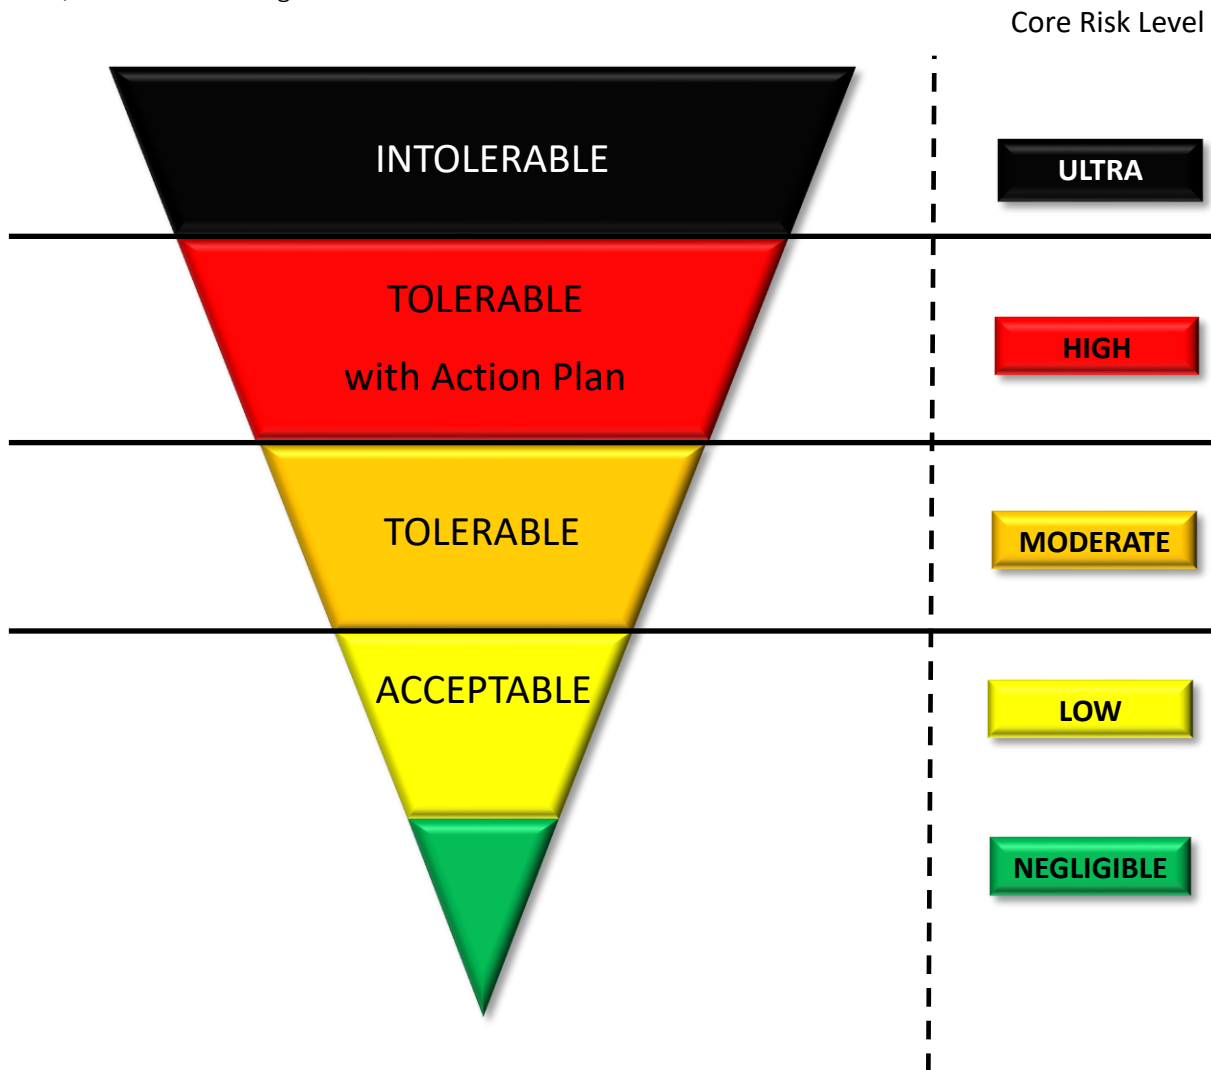 Core Risk Level
INTOLERABLE
ULTRA
TOLERABLE
with Action Plan
HIGH
TOLERABLE
MODERATE
ACCEPTABLE
LOW
NEGLIGIBLE